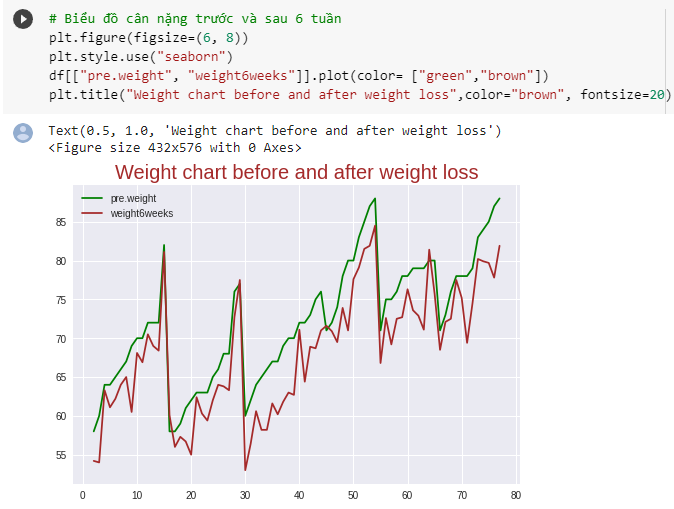 # Biểu đồ cân nặng trước và sau 6 tuần
plt.figure(figsize=(6, 8))
plt.style.use("seaborn")
df[["pre.weight", "weight6weeks"]].plot(color= ["green","brown"])
plt.title("Weight chart before and after weight loss",color="brown", fontsize=20)
Text(0.5, 1.0, 'Weight chart before and after weight loss')
<Figure size 432x576 with 0 Axes>
Weight chart before and after weight loss
pre.weight
weight6weeks
85
80
75
70
65
60
55
0 10 20 30 40 50 60 70 80